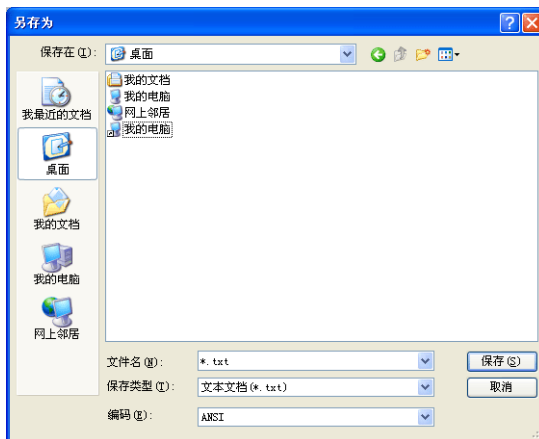 另存为
保存在(I):
桌面
我最近的文档
桌面
我的文档
我的电脑
网上邻居
我的文档
我的电脑
网上邻居
我的电脑
文件名(N):
*.txt
保存(S)
保存类型(T):
文本文档(*.txt)
取消
编码(E):
ANSI